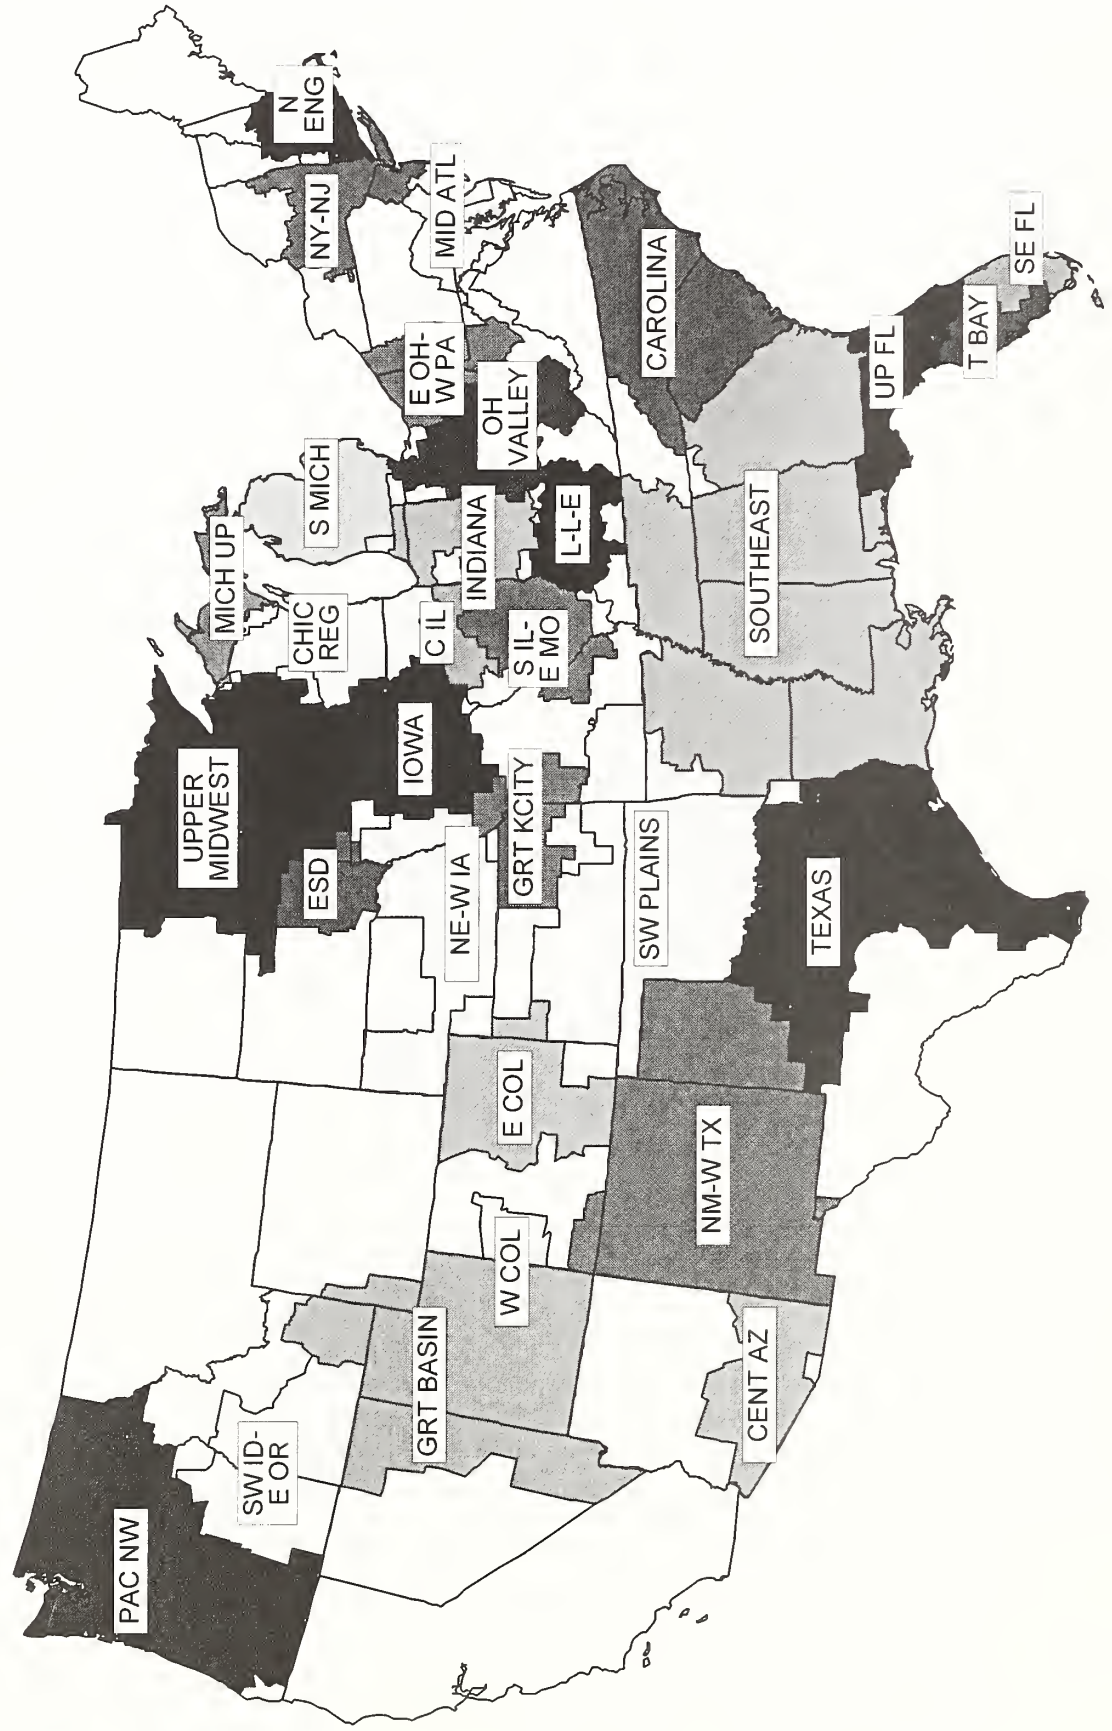 PAC NW
SW ID-
E OR
GRT BASIN
W COL
CENT AZ
E COL
NM-W TX
UPPER
MIDWEST
ESD
NE-W IA
IOWA
GRT KCITY
SW PLAINS
TEXAS
MICH UP
CHIC
REG
S MICH
C IL
INDIANA
S IL-
E MO
L-L-E
OH
VALLEY
E OH-
W PA
SOUTHEAST
CAROLINA
UP FL
T BAY
SE FL
MID ATL
NY-NJ
N
ENG